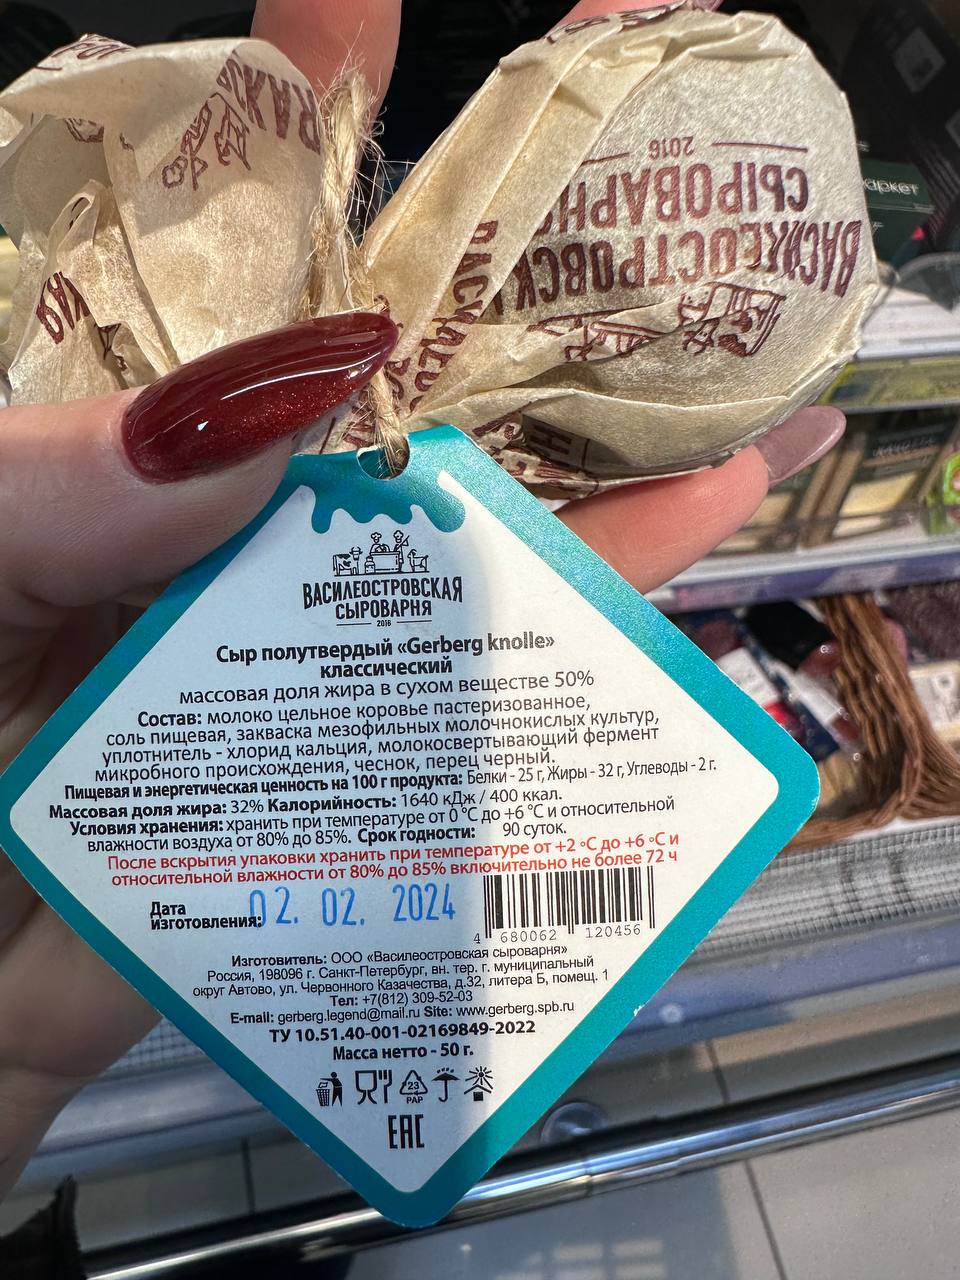 2016
СЫРОВАРН
ВАСИЛЕОСТРОВСКА
аркет
ВАСИЛЕОСТРОВСКАЯ
СЫРОВАРНЯ
2016
Сыр полутвердый «Gerberg knolle»
классический
массовая доля жира в сухом веществе 50%
Состав: молоко цельное коровье пастеризованное,
соль пищевая, закваска мезофильных молочнокислых культур,
уплотнитель - хлорид кальция, молокосвертывающий фермент
микробного происхождения, чеснок, перец черный.
Пищевая и энергетическая ценность на 100 г продукта: Белки - 25 г, Жиры - 32 г, Углеводы - 2 г.
Массовая доля жира: 32% Калорийность: 1640 кДж / 400 ккал.
Условия хранения: хранить при температуре от 0 °С до +6 °С и относительной
влажности воздуха от 80% до 85%. Срок годности: 90 суток.
После вскрытия упаковки хранить при температуре от +2 °С до +6 °С и
относительной влажности от 80% до 85% включительно не более 72 ч
Дата
изготовления: 02. 02. 2024
4 680062 120456
Изготовитель: ООО «Василеостровская сыроварня»
Россия, 198096 г. Санкт-Петербург, вн. тер. г. муниципальный
округ Автово, ул. Червонного Казачества, д.32, литера Б, помещ. 1
Тел: +7(812) 309-52-03
E-mail: gerberg.legend@mail.ru Site: www.gerberg.spb.ru
ТУ 10.51.40-001-02169849-2022
Масса нетто - 50 г.
23
PAP
EAC